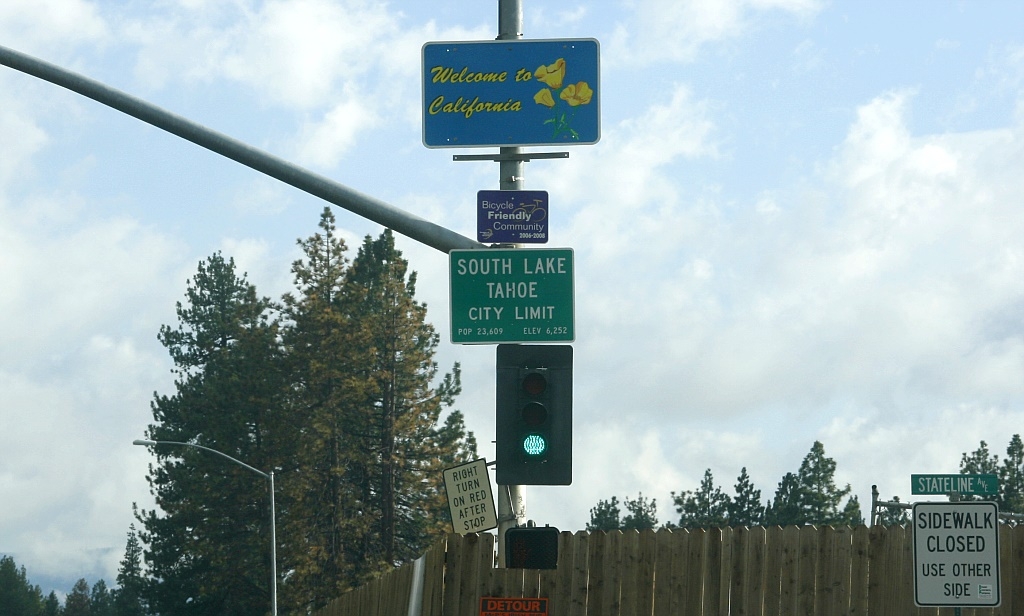 Welcome to
California
Bicycle
Friendly
Community
2006-2008
SOUTH LAKE
TAHOE
CITY LIMIT
POP 23,609 ELEV 6,252
RIGHT
TURN
ON RED
AFTER
STOP
STATELINE AVE
SIDEWALK
CLOSED
USE OTHER
SIDE
DETOUR